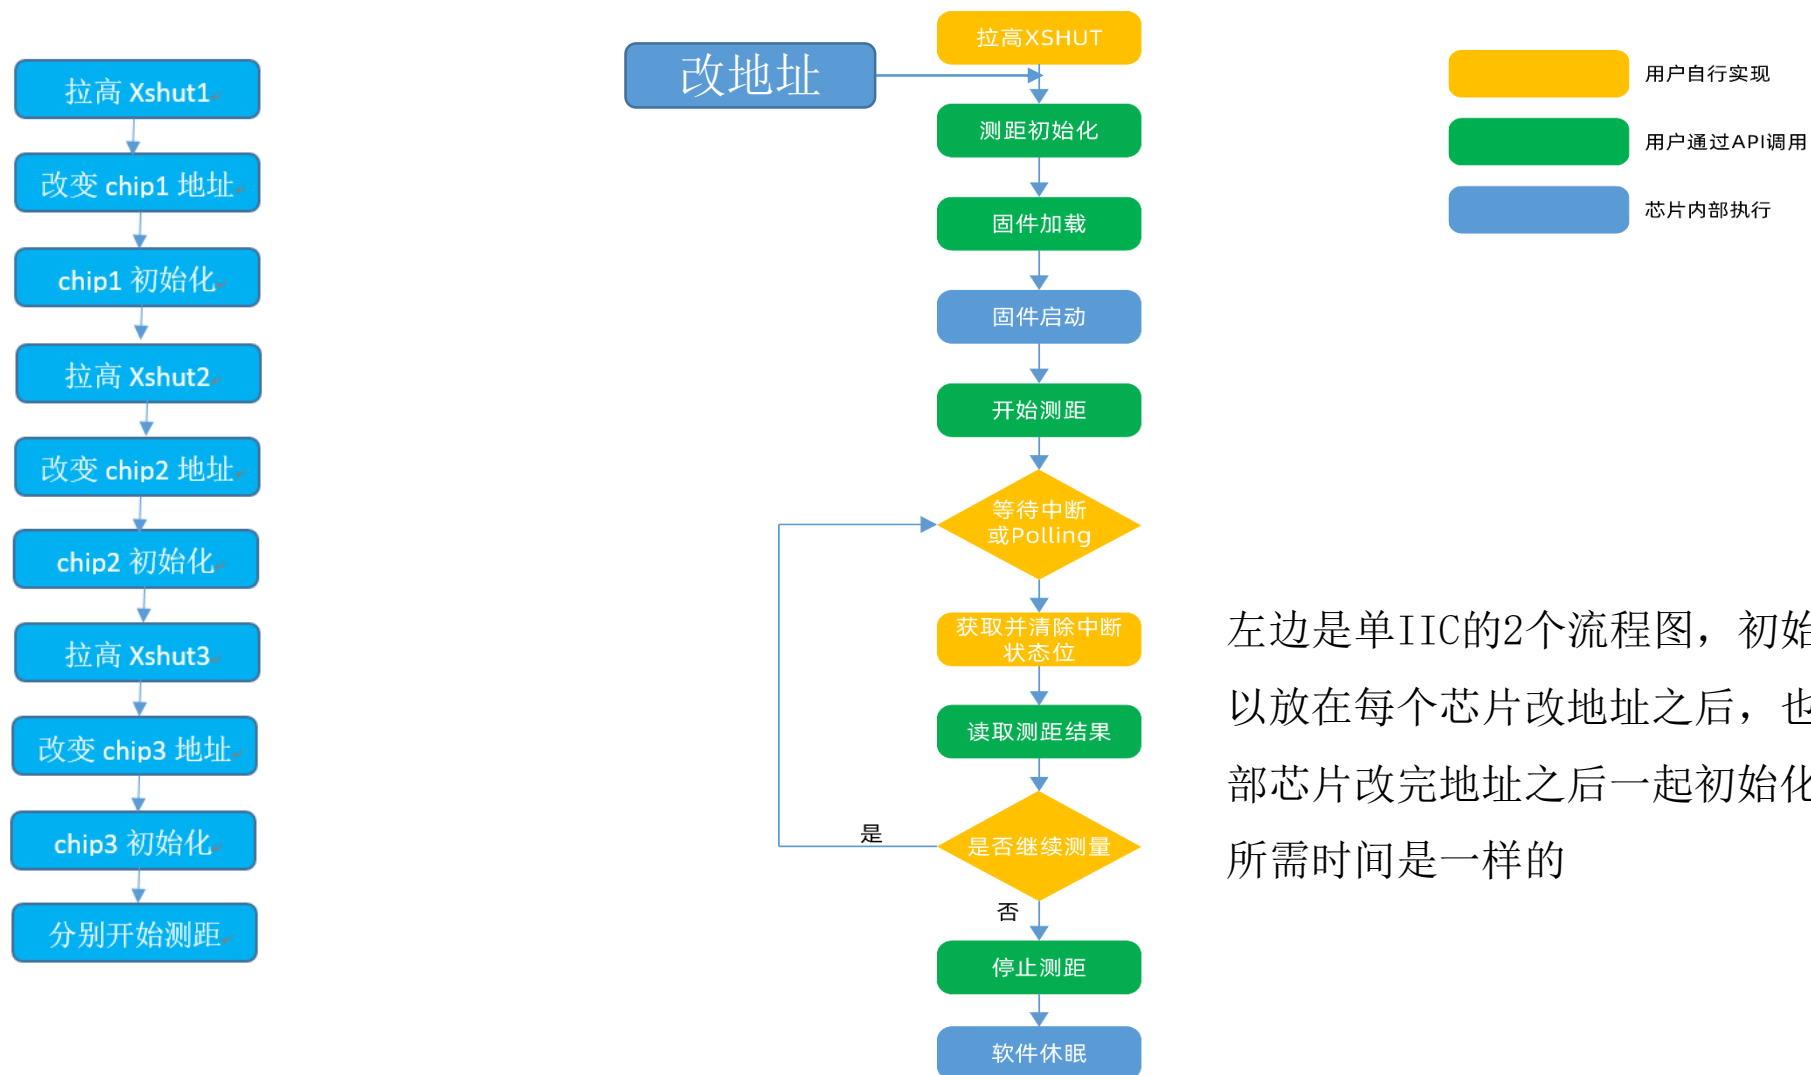 拉高 Xshut1
改变 chip1 地址
chip1 初始化
拉高 Xshut2
改变 chip2 地址
chip2 初始化
拉高 Xshut3
改变 chip3 地址
chip3 初始化
分别开始测距
改地址
拉高XSHUT
测距初始化
固件加载
固件启动
开始测距
等待中断
或Polling
获取并清除中断
状态位
读取测距结果
是否继续测量
是
否
停止测距
软件休眠
用户自行实现
用户通过API调用
芯片内部执行
左边是单IIC的2个流程图，初始
以放在每个芯片改地址之后，也
部芯片改完地址之后一起初始化
所需时间是一样的